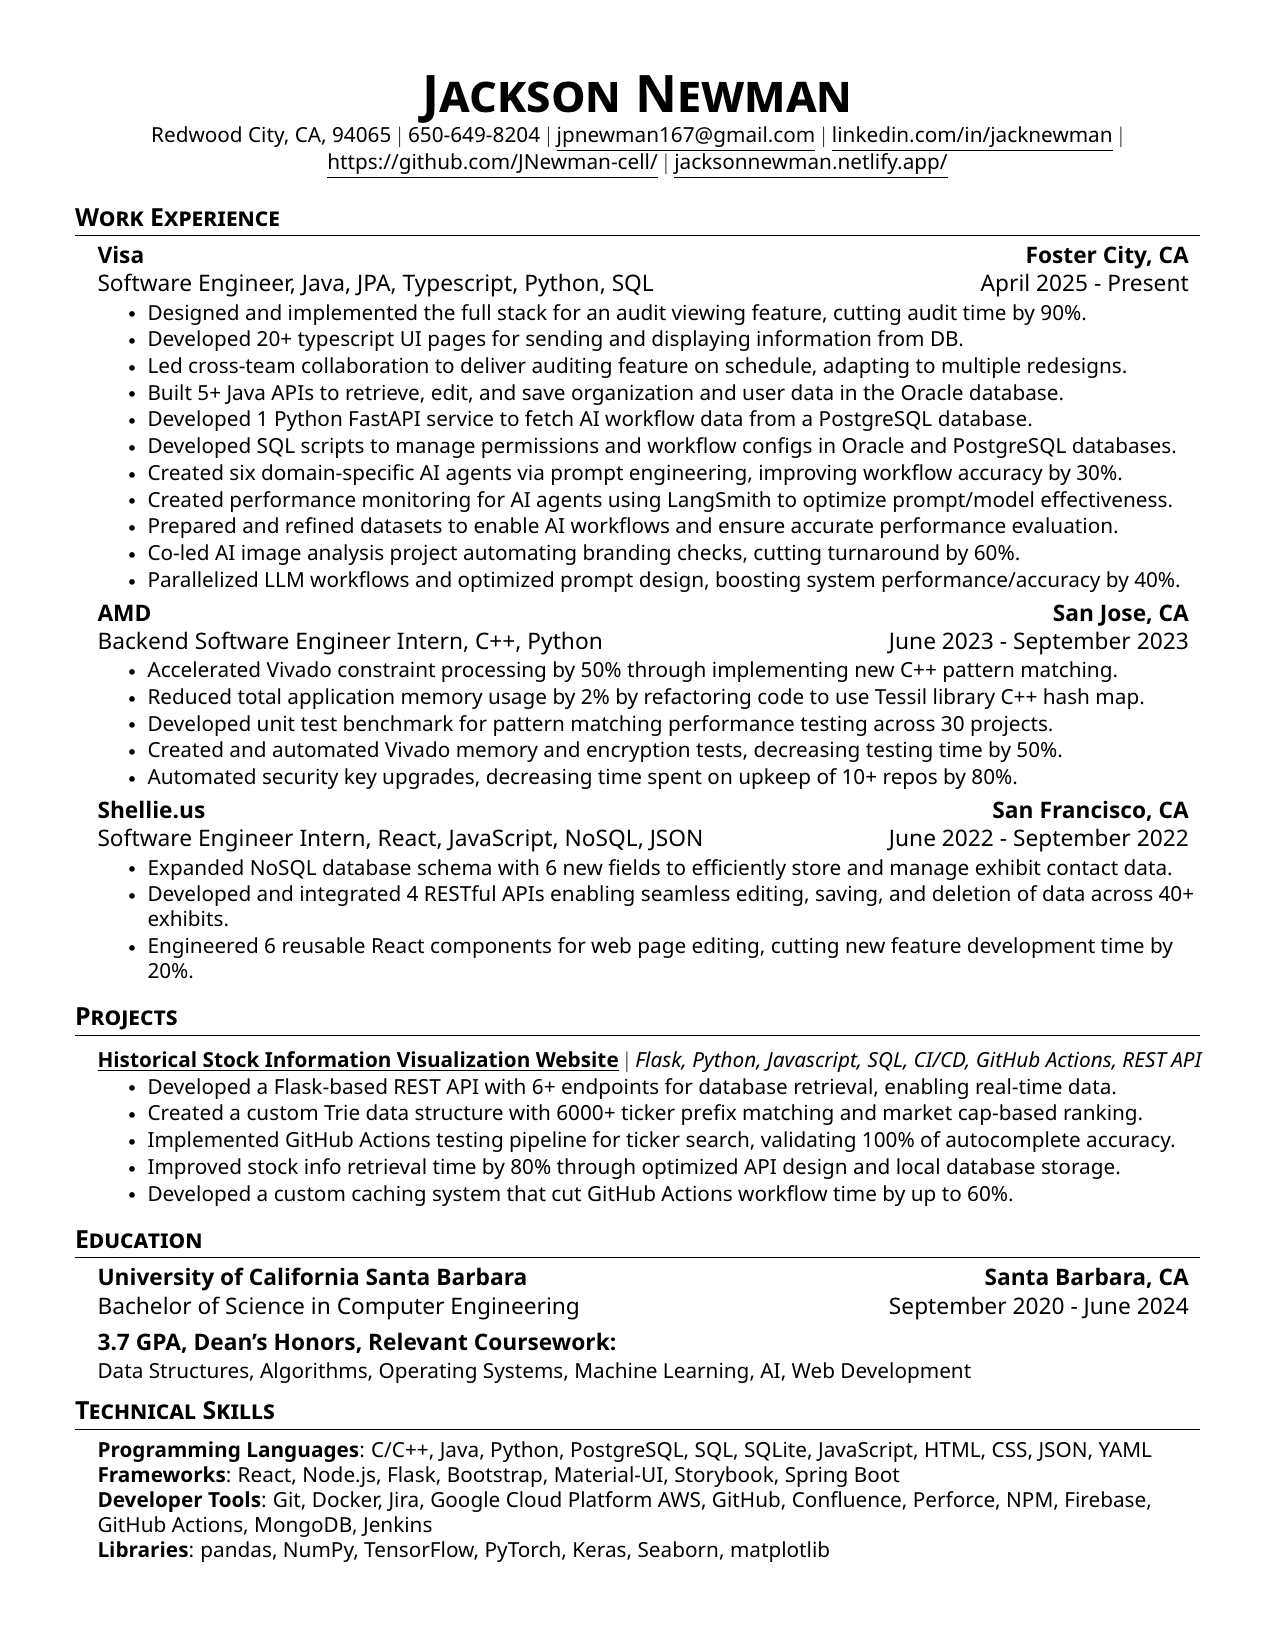 Jackson Newman
Redwood City, CA, 94065 | 650-649-8204 | jpnewman167@gmail.com | linkedin.com/in/jacknewman |
https://github.com/JNewman-cell/ | jacksonnewman.netlify.app/
Work Experience
Visa Foster City, CA
Software Engineer, Java, JPA, Typescript, Python, SQL April 2025 - Present
• Designed and implemented the full stack for an audit viewing feature, cutting audit time by 90%.
• Developed 20+ typescript UI pages for sending and displaying information from DB.
• Led cross-team collaboration to deliver auditing feature on schedule, adapting to multiple redesigns.
• Built 5+ Java APIs to retrieve, edit, and save organization and user data in the Oracle database.
• Developed 1 Python FastAPI service to fetch AI workflow data from a PostgreSQL database.
• Developed SQL scripts to manage permissions and workflow configs in Oracle and PostgreSQL databases.
• Created six domain-specific AI agents via prompt engineering, improving workflow accuracy by 30%.
• Created performance monitoring for AI agents using LangSmith to optimize prompt/model effectiveness.
• Prepared and refined datasets to enable AI workflows and ensure accurate performance evaluation.
• Co-led AI image analysis project automating branding checks, cutting turnaround by 60%.
• Parallelized LLM workflows and optimized prompt design, boosting system performance/accuracy by 40%.
AMD San Jose, CA
Backend Software Engineer Intern, C++, Python June 2023 - September 2023
• Accelerated Vivado constraint processing by 50% through implementing new C++ pattern matching.
• Reduced total application memory usage by 2% by refactoring code to use Tessil library C++ hash map.
• Developed unit test benchmark for pattern matching performance testing across 30 projects.
• Created and automated Vivado memory and encryption tests, decreasing testing time by 50%.
• Automated security key upgrades, decreasing time spent on upkeep of 10+ repos by 80%.
Shellie.us San Francisco, CA
Software Engineer Intern, React, JavaScript, NoSQL, JSON June 2022 - September 2022
• Expanded NoSQL database schema with 6 new fields to efficiently store and manage exhibit contact data.
• Developed and integrated 4 RESTful APIs enabling seamless editing, saving, and deletion of data across 40+
exhibits.
• Engineered 6 reusable React components for web page editing, cutting new feature development time by
20%.
Projects
Historical Stock Information Visualization Website | Flask, Python, Javascript, SQL, CI/CD, GitHub Actions, REST API
• Developed a Flask-based REST API with 6+ endpoints for database retrieval, enabling real-time data.
• Created a custom Trie data structure with 6000+ ticker prefix matching and market cap-based ranking.
• Implemented GitHub Actions testing pipeline for ticker search, validating 100% of autocomplete accuracy.
• Improved stock info retrieval time by 80% through optimized API design and local database storage.
• Developed a custom caching system that cut GitHub Actions workflow time by up to 60%.
Education
University of California Santa Barbara Santa Barbara, CA
Bachelor of Science in Computer Engineering September 2020 - June 2024
3.7 GPA, Dean’s Honors, Relevant Coursework:
Data Structures, Algorithms, Operating Systems, Machine Learning, AI, Web Development
Technical Skills
Programming Languages: C/C++, Java, Python, PostgreSQL, SQL, SQLite, JavaScript, HTML, CSS, JSON, YAML
Frameworks: React, Node.js, Flask, Bootstrap, Material-UI, Storybook, Spring Boot
Developer Tools: Git, Docker, Jira, Google Cloud Platform AWS, GitHub, Confluence, Perforce, NPM, Firebase,
GitHub Actions, MongoDB, Jenkins
Libraries: pandas, NumPy, TensorFlow, PyTorch, Keras, Seaborn, matplotlib